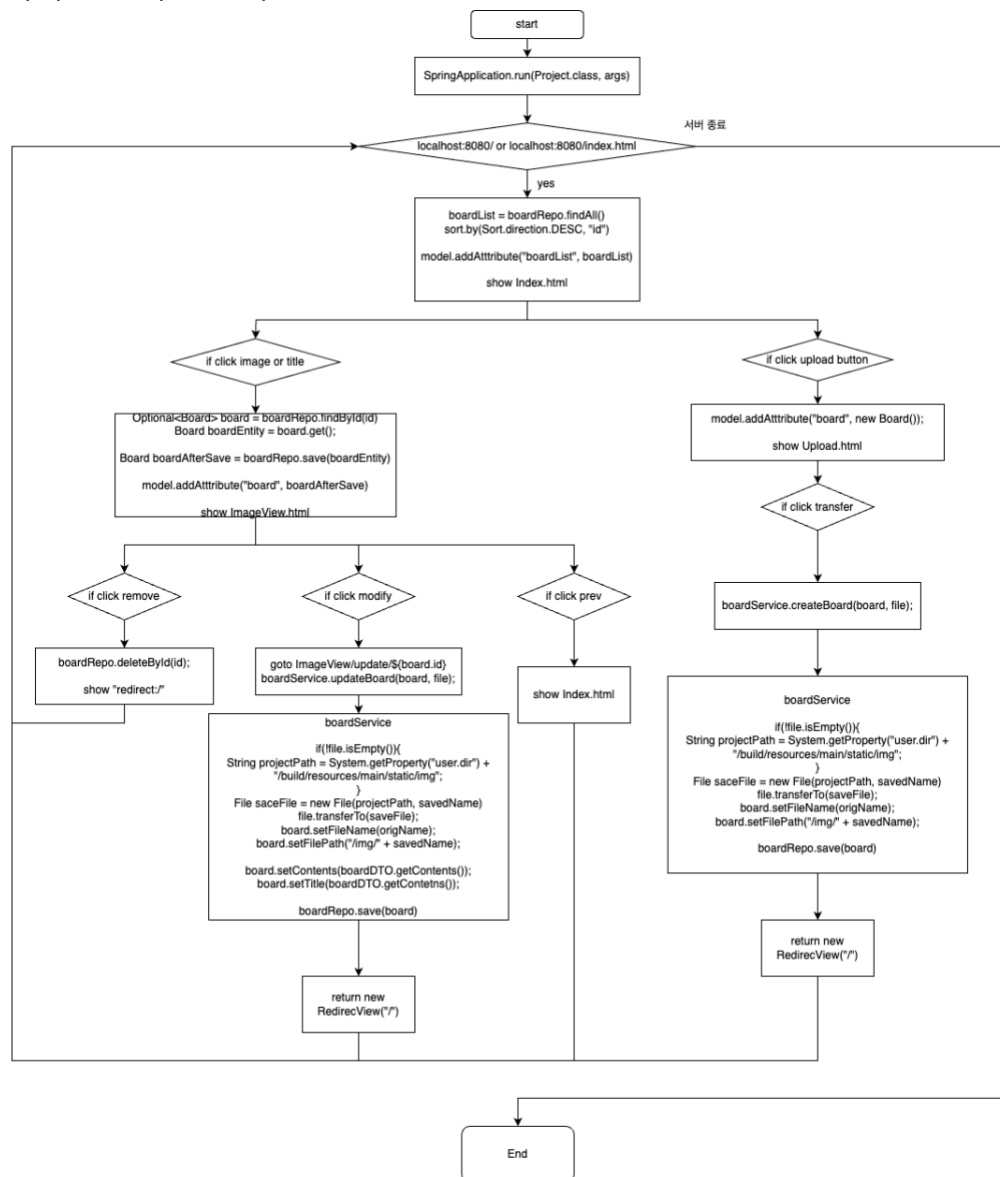 start
SpringApplication.run(Project.class, args)
서버 종료
localhost:8080/ or localhost:8080/index.html
yes
boardList = boardRepo.findAll()
sort.by(Sort.direction.DESC, "id")
model.addAtttribute("boardList", boardList)
show Index.html
if click image or title
if click upload button
Optional<Board> board = boardRepo.findById(id)
Board boardEntity = board.get();
Board boardAfterSave = boardRepo.save(boardEntity)
model.addAtttribute("board", boardAfterSave)
show ImageView.html
model.addAtttribute("board", new Board());
show Upload.html
if click transfer
if click remove
if click modify
if click prev
boardService.createBoard(board, file);
boardRepo.deleteById(id);
show "redirect:/"
goto ImageView/update/${board.id}
boardService.updateBoard(board, file);
show Index.html
boardService
if(!file.isEmpty()){
String projectPath = System.getProperty("user.dir") +
"/build/resources/main/static/img";
}
File saceFile = new File(projectPath, savedName)
file.transferTo(saveFile);
board.setFileName(origName);
board.setFilePath("/img/" + savedName);
board.setContents(boardDTO.getContents());
board.setTitle(boardDTO.getContetns());
boardRepo.save(board)
boardService
if(!file.isEmpty()){
String projectPath = System.getProperty("user.dir") +
"/build/resources/main/static/img";
}
File saceFile = new File(projectPath, savedName)
file.transferTo(saveFile);
board.setFileName(origName);
board.setFilePath("/img/" + savedName);
boardRepo.save(board)
return new
RedirecView("/")
return new
RedirecView("/")
End